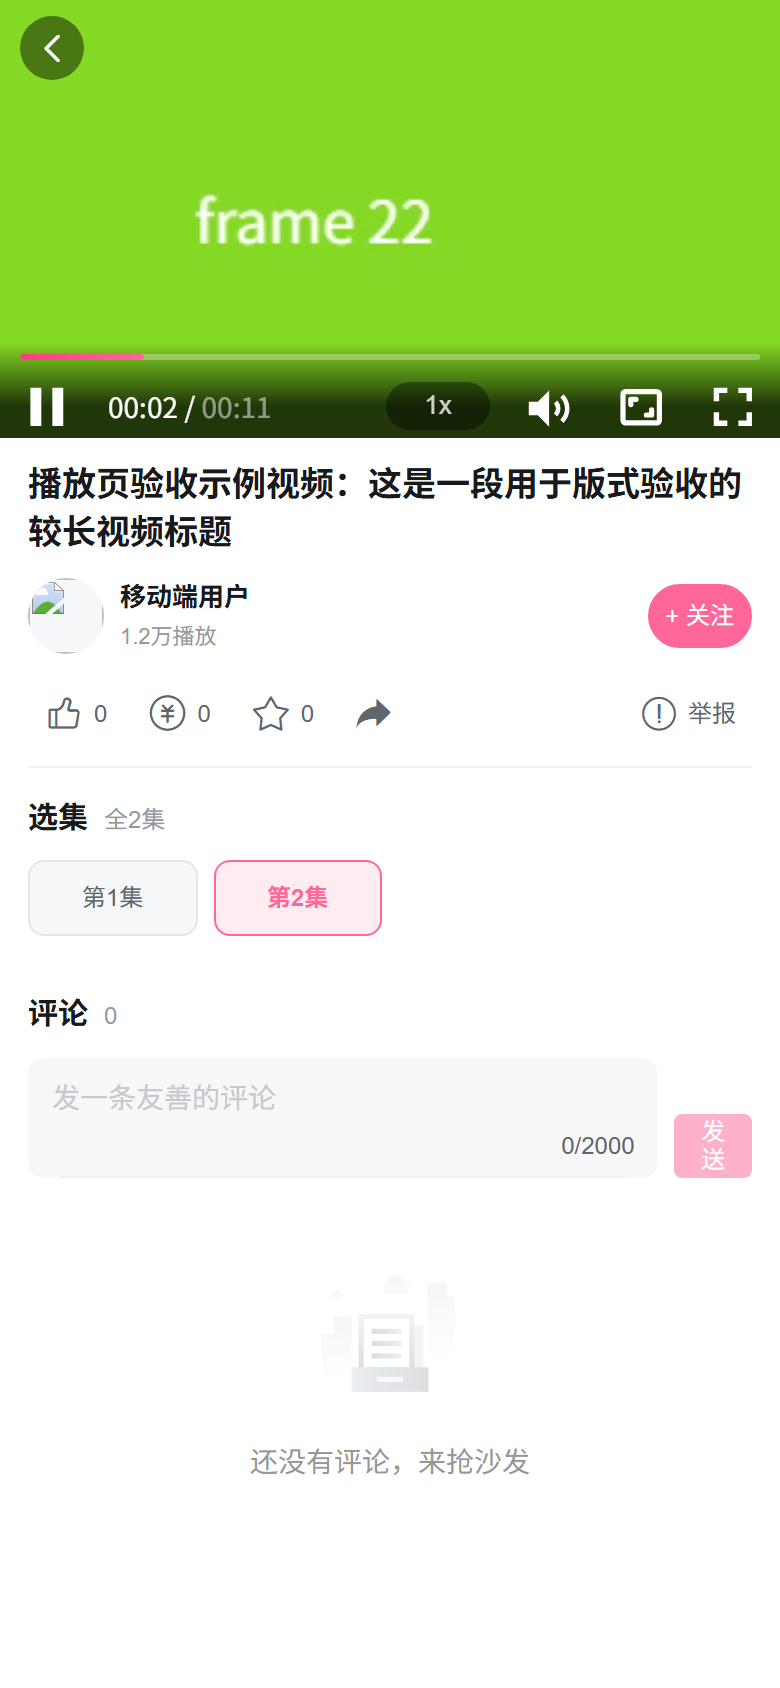 frame 22
00:02 / 00:11
1x
播放页验收示例视频：这是一段用于版式验收的
较长视频标题
移动端用户
1.2万播放
+ 关注
0
¥ 0
0
举报
选集 全2集
第1集
第2集
评论 0
发一条友善的评论
0/2000
发
送
还没有评论，来抢沙发